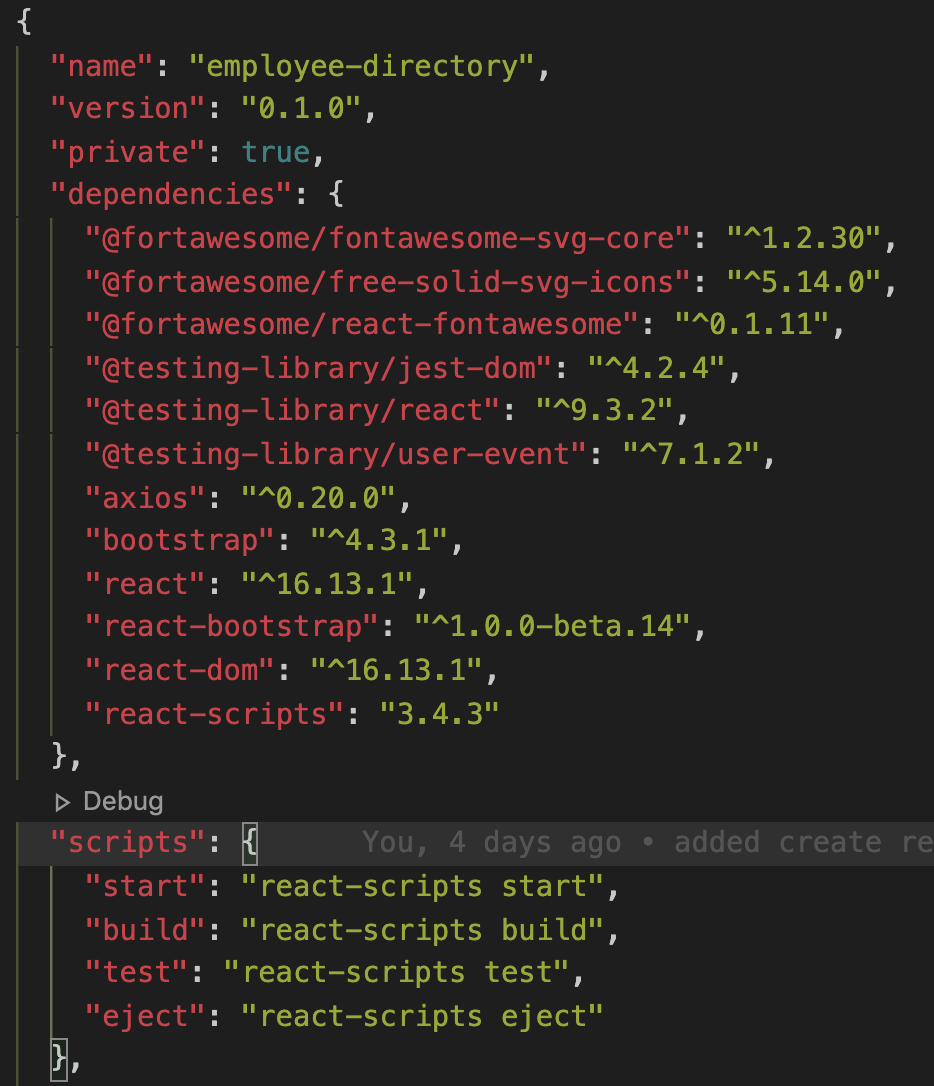 {
"name": "employee-directory",
"version": "0.1.0",
"private": true,
"dependencies": {
"@fortawesome/fontawesome-svg-core": "^1.2.30",
"@fortawesome/free-solid-svg-icons": "^5.14.0",
"@fortawesome/react-fontawesome": "^0.1.11",
"@testing-library/jest-dom": "^4.2.4",
"@testing-library/react": "^9.3.2",
"@testing-library/user-event": "^7.1.2",
"axios": "^0.20.0",
"bootstrap": "^4.3.1",
"react": "^16.13.1",
"react-bootstrap": "^1.0.0-beta.14",
"react-dom": "^16.13.1",
"react-scripts": "3.4.3"
},
Debug
"scripts": { You, 4 days ago • added create re
"start": "react-scripts start",
"build": "react-scripts build",
"test": "react-scripts test",
"eject": "react-scripts eject"
},